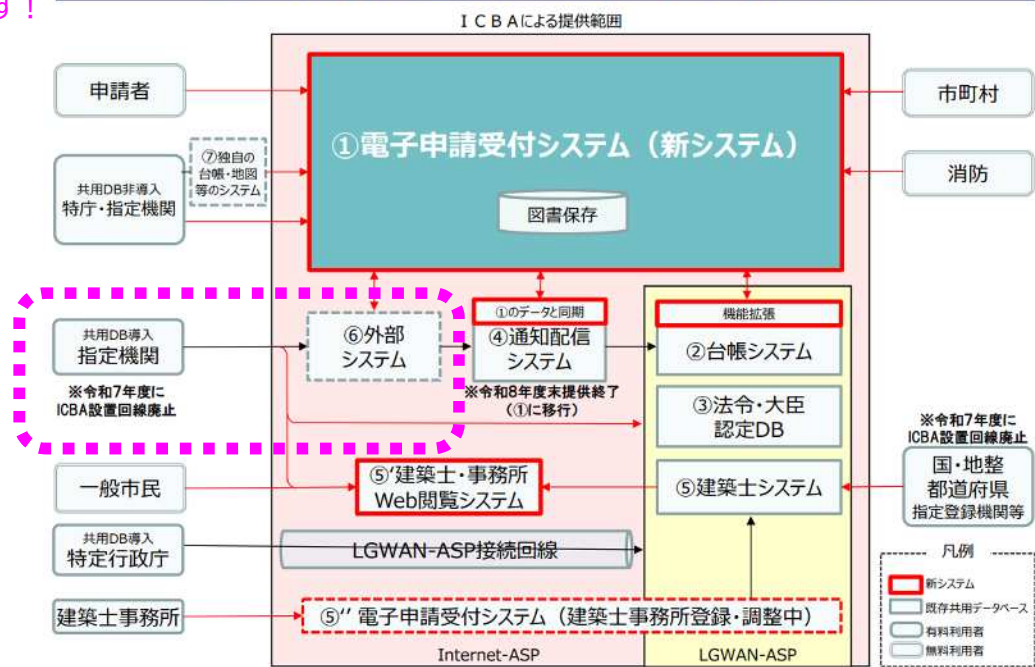 す！
ＩＣＢＡによる提供範囲
申請者
⑦独自の
台帳・地図
等のシステム
共用DB非導入
特庁・指定機関
①電子申請受付システム（新システム）
図書保存
市町村
消防
共用DB導入
指定機関
※令和7年度に
ICBA設置回線廃止
⑥外部
システム
①のデータと同期
④通知配信
システム
※令和8年度末提供終了
（①に移行）
機能拡張
②台帳システム
③法令・大臣
認定DB
⑤建築士システム
※令和7年度に
ICBA設置回線廃止
国・地整
都道府県
指定登録機関等
一般市民
⑤’建築士・事務所
Web閲覧システム
共用DB導入
特定行政庁
LGWAN-ASP接続回線
建築士事務所
⑤’’ 電子申請受付システム（建築士事務所登録・調整中）
Internet-ASP
LGWAN-ASP
凡例
新システム
既存共用データベース
有料利用者
無料利用者